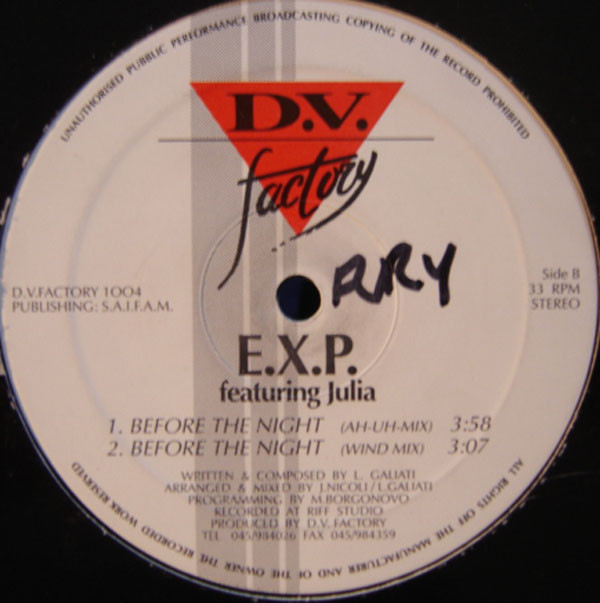 UNAUTHORISED PUBBLIC PERFORMANCE BROADCASTING COPYING OF THE RECORD PROHIBITED
D.V.
factory
RRY
D.V.FACTORY 1004
PUBLISHING: S.A.I.F.A.M.
Side B
33 RPM
STEREO
E.X.P.
featuring Julia
1. BEFORE THE NIGHT (AH-UH-MIX) 3:58
2. BEFORE THE NIGHT (WIND MIX) 3:07
WRITTEN & COMPOSED BY L. GALIATI
ARRANGED & MIXED BY J.NICOLI / L.GALIATI
PROGRAMMING BY M.BORGONOVO
RECORDED AT RIFF STUDIO
PRODUCED BY D.V. FACTORY
TEL 045/984026 FAX 045/984359
ALL RIGHTS OFF THE MANUFACTURER AND OF THE OWNER OF THE RECORDED WORK RESERVED